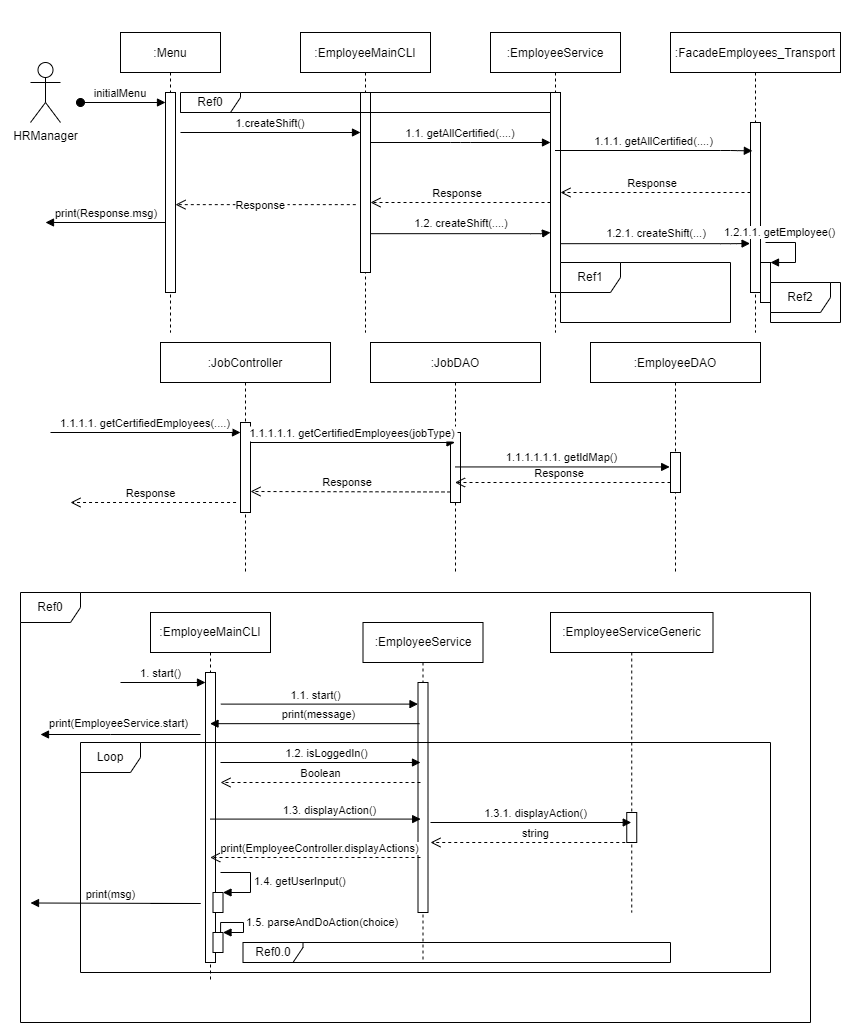 :Menu
:EmployeeMainCLI
:EmployeeService
:FacadeEmployees_Transport
HRManager
initialMenu
Ref0
1.createShift()
1.1. getAllCertified(....)
1.1.1. getAllCertified(....)
Response
Response
Response
print(Response.msg)
1.2. createShift(....)
1.2.1. createShift(...)
1.2.1.1. getEmployee()
Ref1
Ref2
:JobController
:JobDAO
:EmployeeDAO
1.1.1.1. getCertifiedEmployees(....)
1.1.1.1.1. getCertifiedEmployees(jobType)
1.1.1.1.1.1. getIdMap()
Response
Response
Response
Ref0
:EmployeeMainCLI
:EmployeeService
:EmployeeServiceGeneric
1. start()
1.1. start()
print(message)
print(EmployeeService.start)
Loop
1.2. isLoggedIn()
Boolean
1.3. displayAction()
1.3.1. displayAction()
string
print(EmployeeController.displayActions)
1.4. getUserInput()
print(msg)
1.5. parseAndDoAction(choice)
Ref0.0